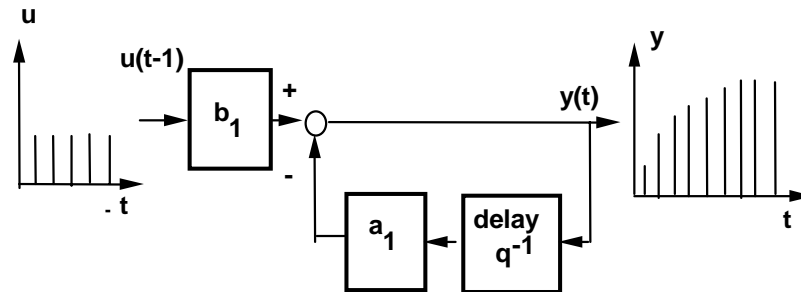 u
y
u(t-1)
b1
+
y(t)
-
- t
a1
delay
q-1
t